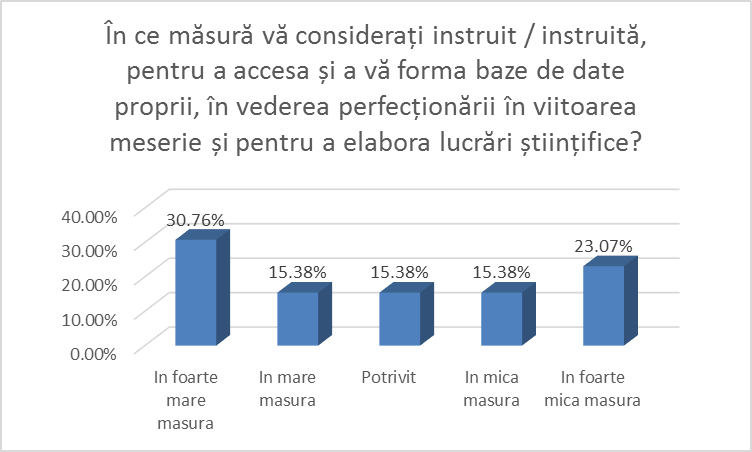 În ce măsură vă considerați instruit / instruită,
pentru a accesa și a vă forma baze de date
proprii, în vederea perfecționării în viitoarea
meserie și pentru a elabora lucrări științifice?
40.00%
30.00%
20.00%
10.00%
0.00%
30.76%
15.38%
15.38%
15.38%
23.07%
In foarte
mare
masura
In mare
masura
Potrivit
In mica
masura
In foarte
mica masura